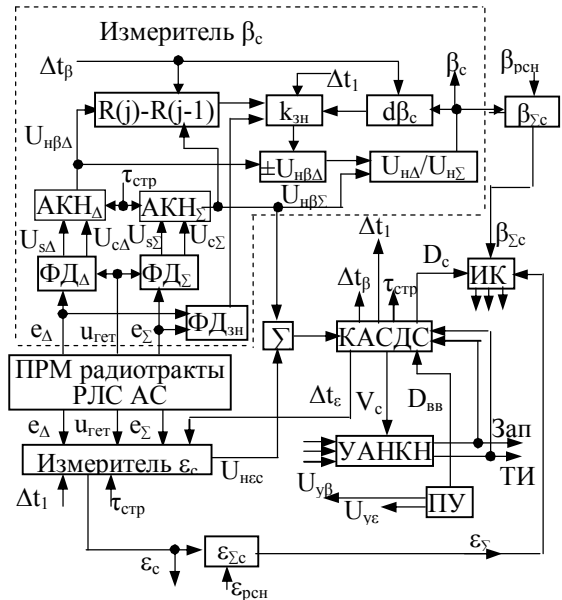 Измеритель βс
Δtβ
Δt1
βс
βрсн
R(j)-R(j-1)
kзн
dβс
βΣс
UнβΔ
±UнβΔ
UнΔ/UнΣ
τстр
UнβΣ
АКНΔ
АКНΣ
UsΔ
UсΔ
UsΣ
UсΣ
Δt1
βΣс
Dс
ФДΔ
ФДΣ
Δtβ
τстр
ИК
ФДзн
eΔ
uгет
eΣ
Σ
КАСДС
ПРМ радиотракты
РЛС АС
Δtε
Vс
Dвв
eΔ
uгет
eΣ
Зап
Измеритель εс
Uнεс
УАНКН
ТИ
Δt1
τстр
Uуβ
Uуε
ПУ
εс
εΣс
εΣ
εрсн